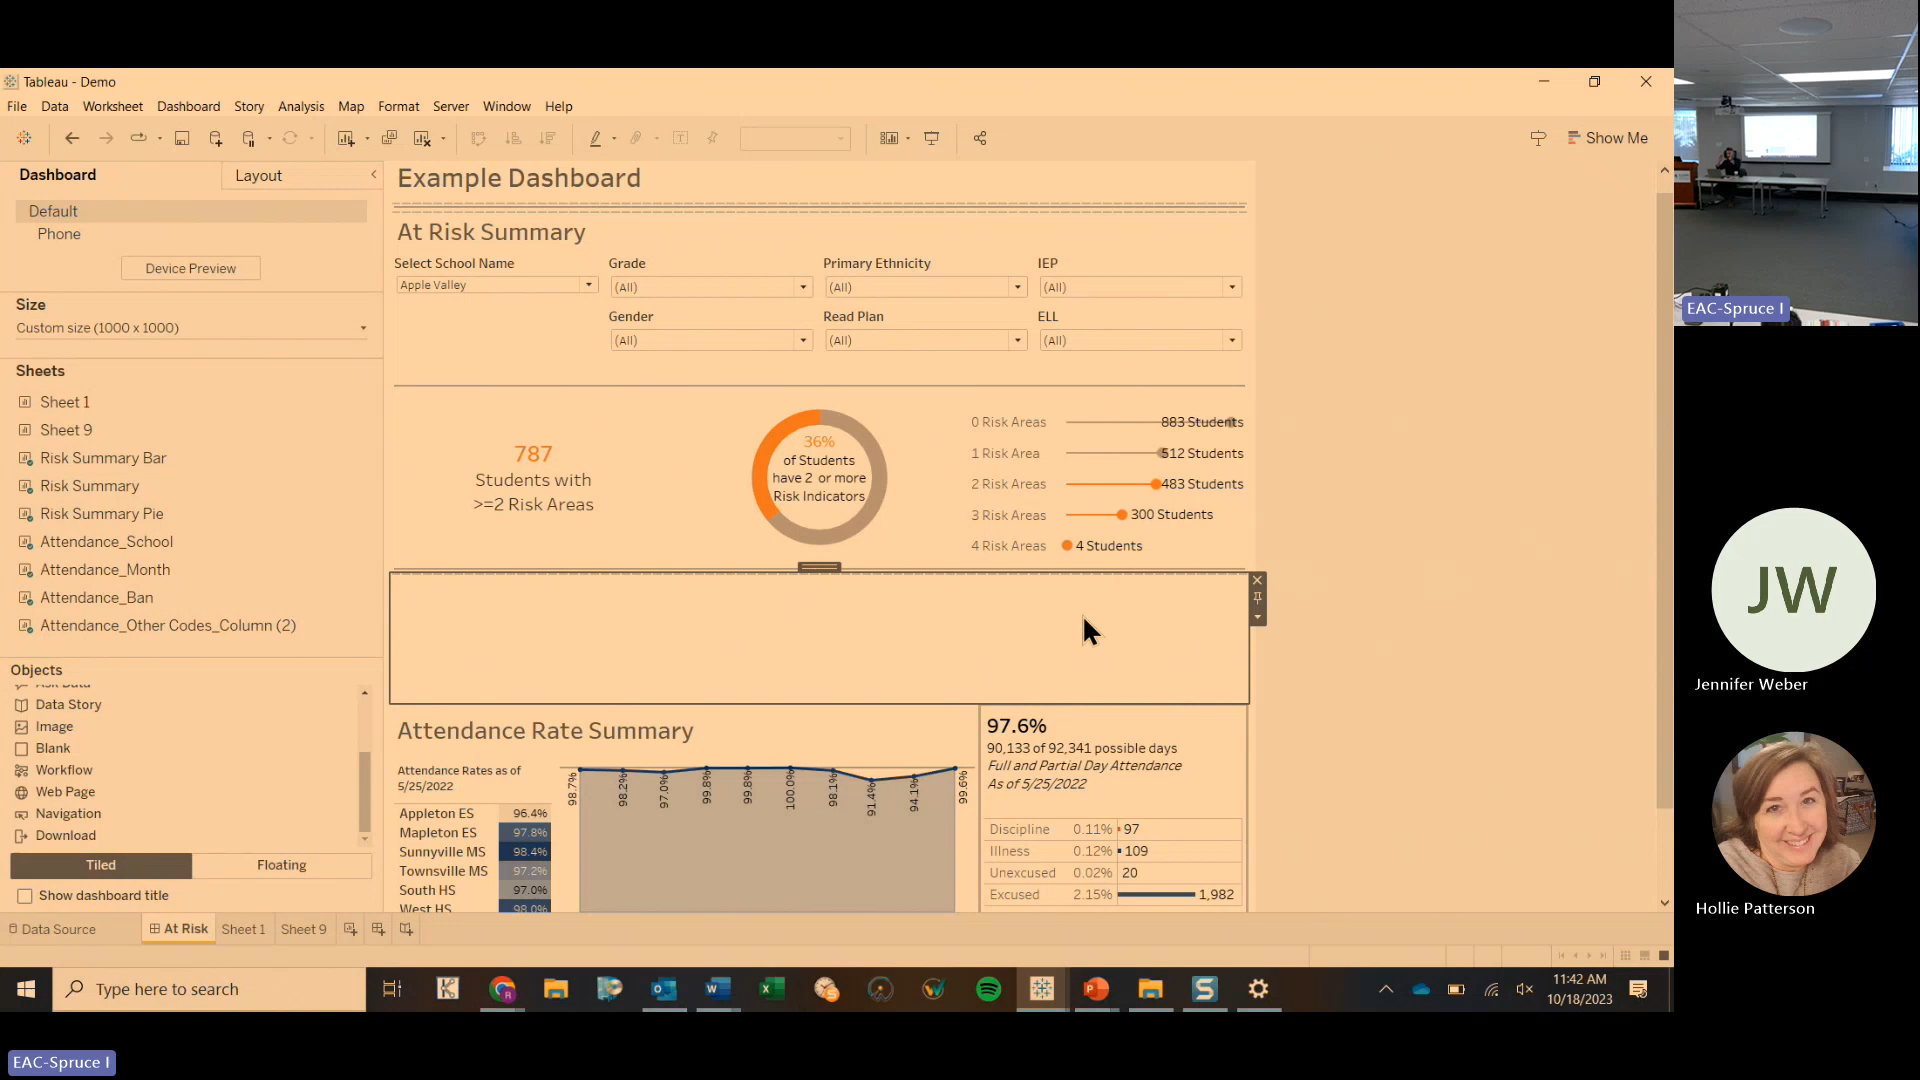 Tableau - Demo
File Data Worksheet Dashboard Story Analysis Map Format Server Window Help
Show Me
Dashboard
Layout
Default
Phone
Device Preview
Size
Custom size (1000 x 1000)
Sheets
Sheet 1
Sheet 9
Risk Summary Bar
Risk Summary
Risk Summary Pie
Attendance_School
Attendance_Month
Attendance_Ban
Attendance_Other Codes_Column (2)
Objects
Ask Data
Data Story
Image
Blank
Workflow
Web Page
Navigation
Download
Tiled
Floating
Show dashboard title
Example Dashboard
At Risk Summary
Select School Name
Apple Valley
Grade
(All)
Primary Ethnicity
(All)
IEP
(All)
Gender
(All)
Read Plan
(All)
ELL
(All)
787
Students with
>=2 Risk Areas
36%
of Students
have 2 or more
Risk Indicators
0 Risk Areas 883 Students
1 Risk Area 512 Students
2 Risk Areas 483 Students
3 Risk Areas 300 Students
4 Risk Areas 4 Students
Attendance Rate Summary
Attendance Rates as of
5/25/2022
Appleton ES 96.4%
Mapleton ES 97.8%
Sunnyville MS 98.4%
Townsville MS 97.2%
South HS 97.0%
West HS 98.0%
98.7% 98.2% 97.0% 99.8% 99.8% 100.0% 98.1% 91.4% 94.1% 99.6%
97.6%
90,133 of 92,341 possible days
Full and Partial Day Attendance
As of 5/25/2022
Discipline 0.11% 97
Illness 0.12% 109
Unexcused 0.02% 20
Excused 2.15% 1,982
Data Source
At Risk
Sheet 1
Sheet 9
Type here to search
11:42 AM
10/18/2023
EAC-Spruce I
EAC-Spruce I
JW
Jennifer Weber
Hollie Patterson